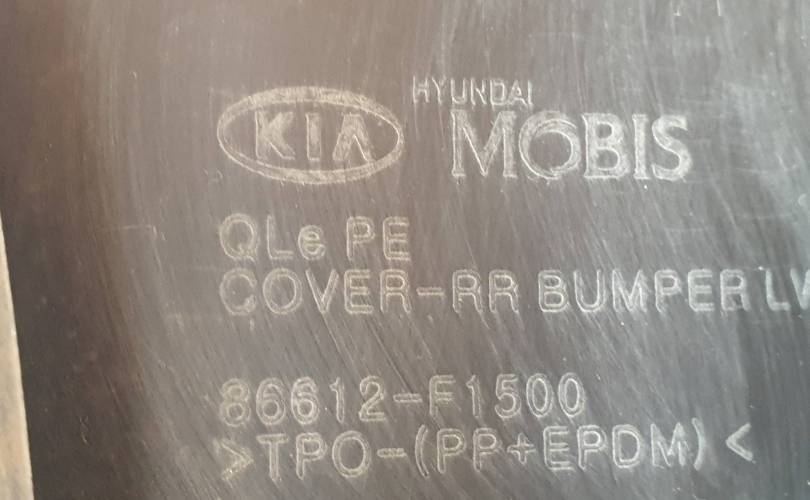 KIA HYUNDAI MOBIS
QLe PE
COVER-RR BUMPER
86612-F1500
>TPO-(PP+EPDM)<